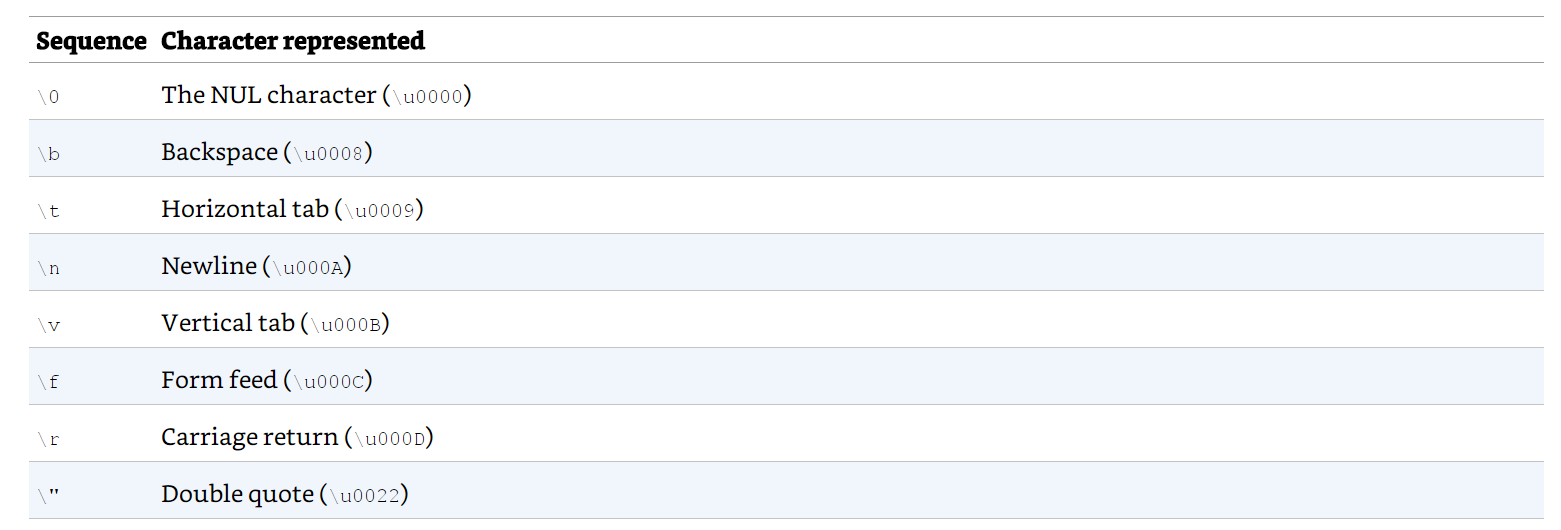 Sequence Character represented
\0 The NUL character (\u0000)
\b Backspace (\u0008)
\t Horizontal tab (\u0009)
\n Newline (\u000A)
\v Vertical tab (\u000B)
\f Form feed (\u000C)
\r Carriage return (\u000D)
\" Double quote (\u0022)